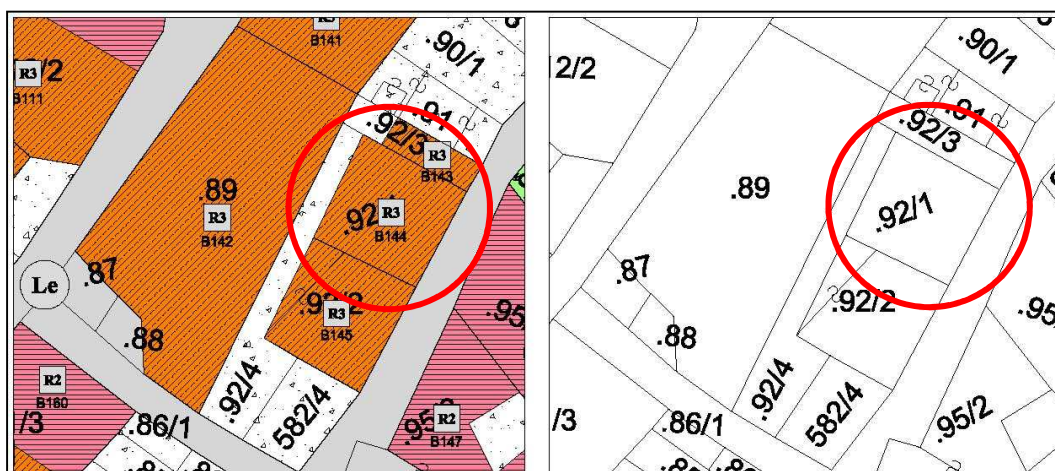 R3
B141
.90/1
R3
/2
B111
.91
.92/3
R3
B143
.89
R3
B142
R3
B144
.87
Le
.92/2
R3
B145
.88
R2
B160
.92/4
582/4
/3
.86/1
R2
B147
2/2
.90/1
.91
.92/3
.89
.92/1
.87
.92/2
.88
.92/4
582/4
/3
.86/1
.95/2